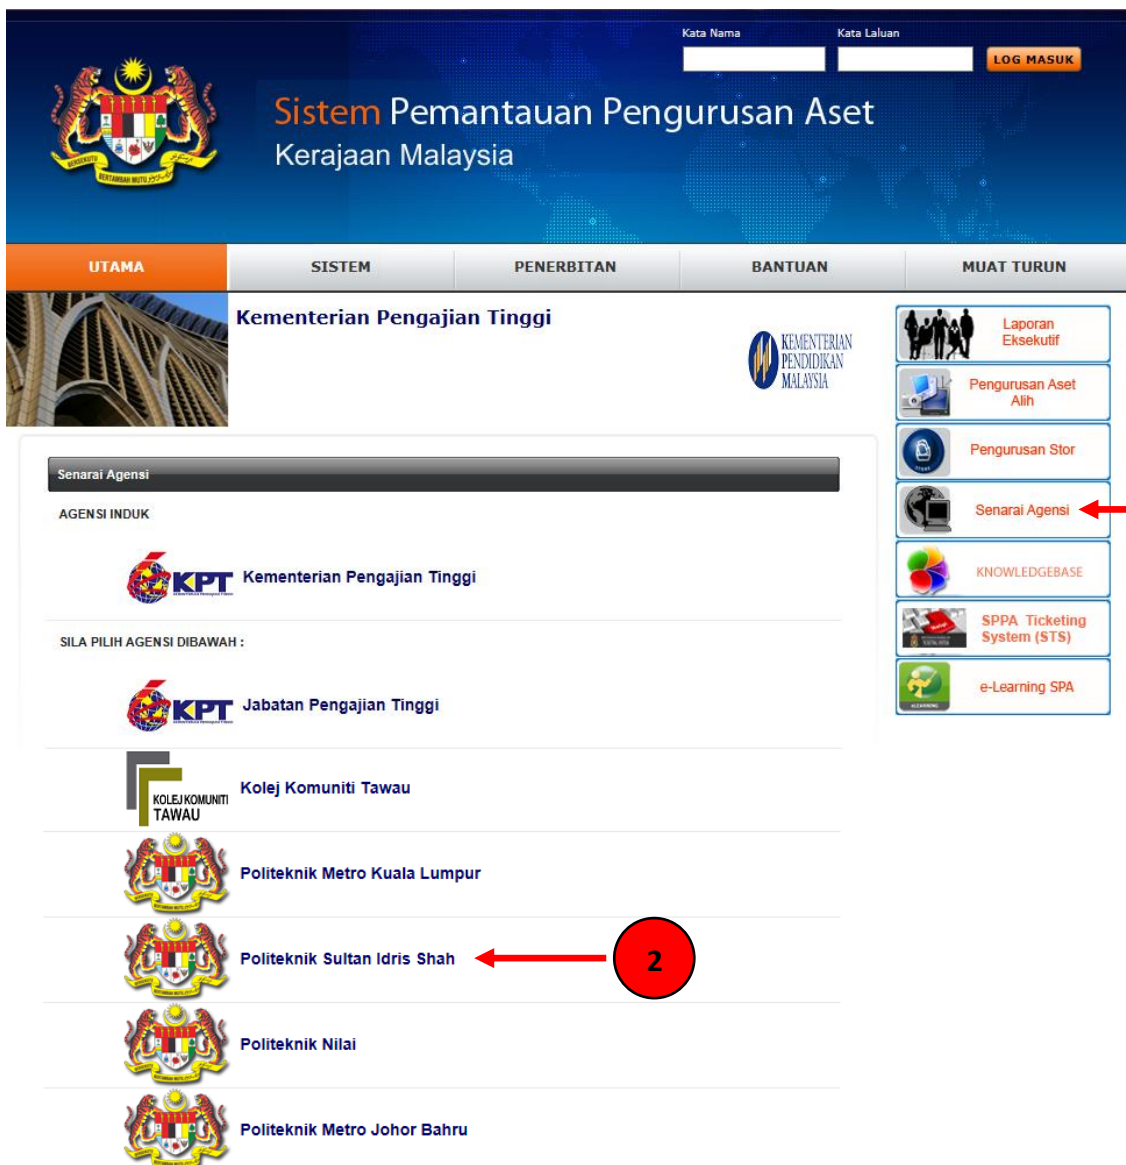 Kata Nama
Kata Laluan
LOG MASUK
Sistem Pemantauan Pengurusan Aset
Kerajaan Malaysia
BERSEKUTU BERTAMBAH MUTU
UTAMA
SISTEM
PENERBITAN
BANTUAN
MUAT TURUN
Kementerian Pengajian Tinggi
KEMENTERIAN
PENDIDIKAN
MALAYSIA
Laporan
Eksekutif
Pengurusan Aset
Alih
Pengurusan Stor
Senarai Agensi
KNOWLEDGEBASE
SPPA Ticketing
System (STS)
e-Learning SPA
Senarai Agensi
AGENSI INDUK
KPT
Kementerian Pengajian Tinggi
SILA PILIH AGENSI DIBAWAH :
KPT
Jabatan Pengajian Tinggi
KOLEJ KOMUNITI
TAWAU
Kolej Komuniti Tawau
Politeknik Metro Kuala Lumpur
Politeknik Sultan Idris Shah
2
Politeknik Nilai
Politeknik Metro Johor Bahru